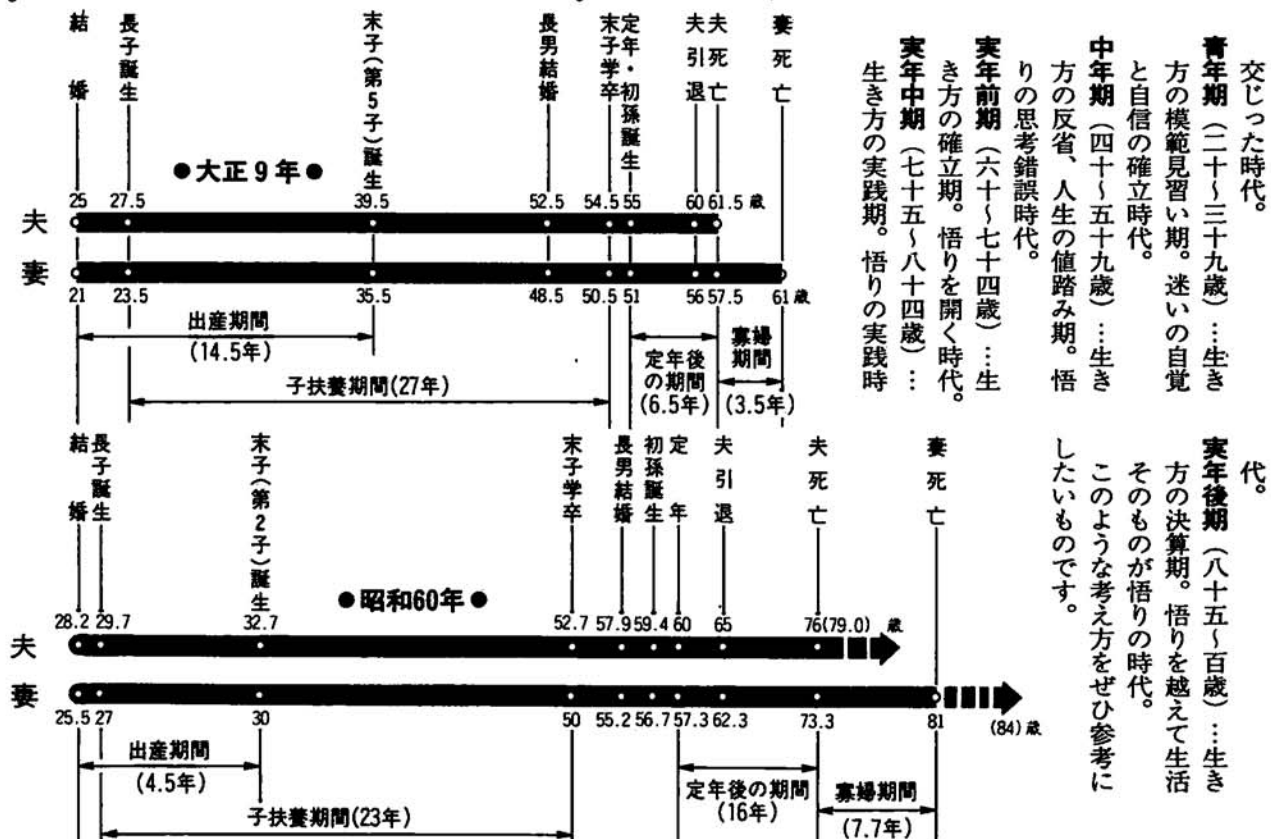 交じった時代。
青年期（二十〜三十九歳）…生き
方の模範見習い期。迷いの自覚
と自信の確立時代。
中年期（四十〜五十九歳）…生き
方の反省、人生の値踏み期。悟
りの思考錯誤時代。
実年前期（六十〜七十四歳）…生
き方の確立期。悟りを開く時代。
実年中期（七十五〜八十四歳）…
生き方の実践期。悟りの実践時
代。
実年後期（八十五〜百歳）…生き
方の決算期。悟りを越えて生活
そのものが悟りの時代。
このような考え方をぜひ参考に
したいものです。
結婚
長子誕生
末子(第5子)誕生
長男結婚
末子学卒
定年・初孫誕生
夫引退
夫死亡
妻死亡
●大正9年●
25 27.5 39.5 52.5 54.5 55 60 61.5 歳
夫
妻
21 23.5 35.5 48.5 50.5 51 56 57.5 61歳
出産期間
(14.5年)
子扶養期間(27年)
定年後
の期間
(6.5年)
寡婦
期間
(3.5年)
結婚
長子誕生
末子(第2子)誕生
末子学卒
長男結婚
初孫誕生
定年
夫引退
夫死亡
妻死亡
●昭和60年●
28.2 29.7 32.7 52.7 57.9 59.4 60 65 76(79.0) 歳
夫
妻
25.5 27 30 50 55.2 56.7 57.3 62.3 73.3 81 (84)歳
出産期間
(4.5年)
子扶養期間(23年)
定年後の期間
(16年)
寡婦期間
(7.7年)